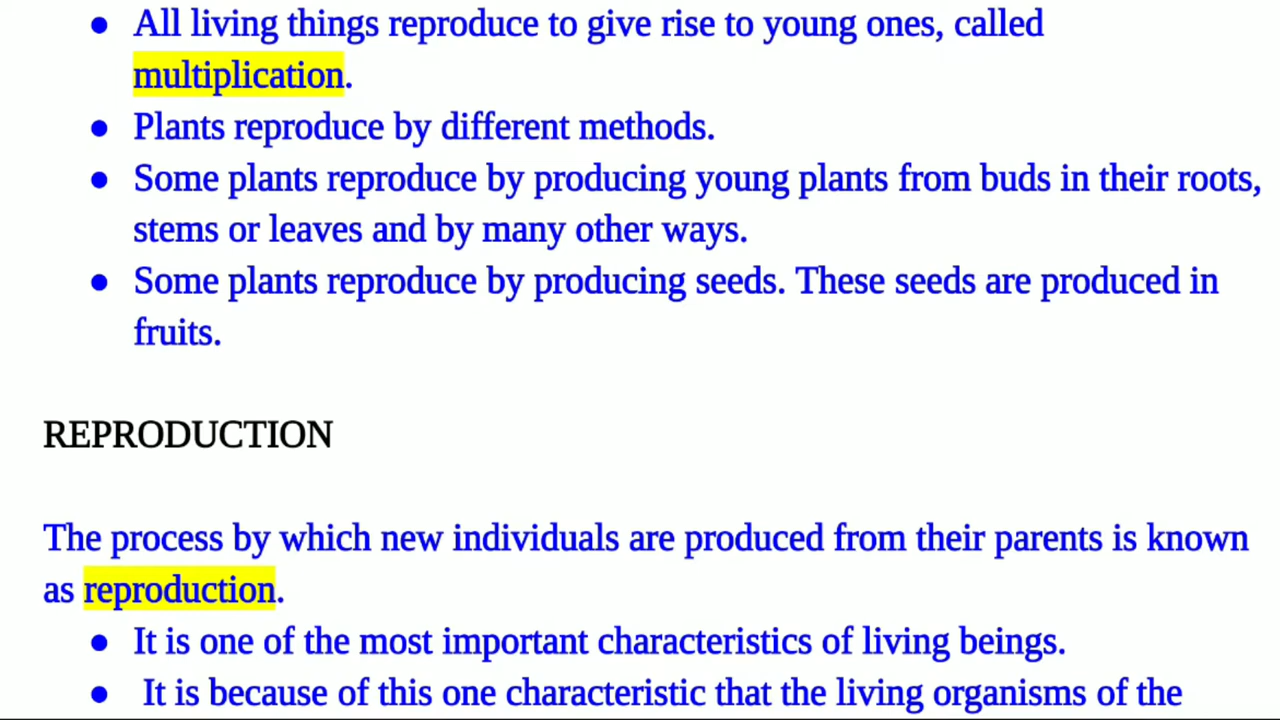 ● All living things reproduce to give rise to young ones, called
multiplication.
● Plants reproduce by different methods.
● Some plants reproduce by producing young plants from buds in their roots,
stems or leaves and by many other ways.
● Some plants reproduce by producing seeds. These seeds are produced in
fruits.
REPRODUCTION
The process by which new individuals are produced from their parents is known
as reproduction.
● It is one of the most important characteristics of living beings.
● It is because of this one characteristic that the living organisms of the